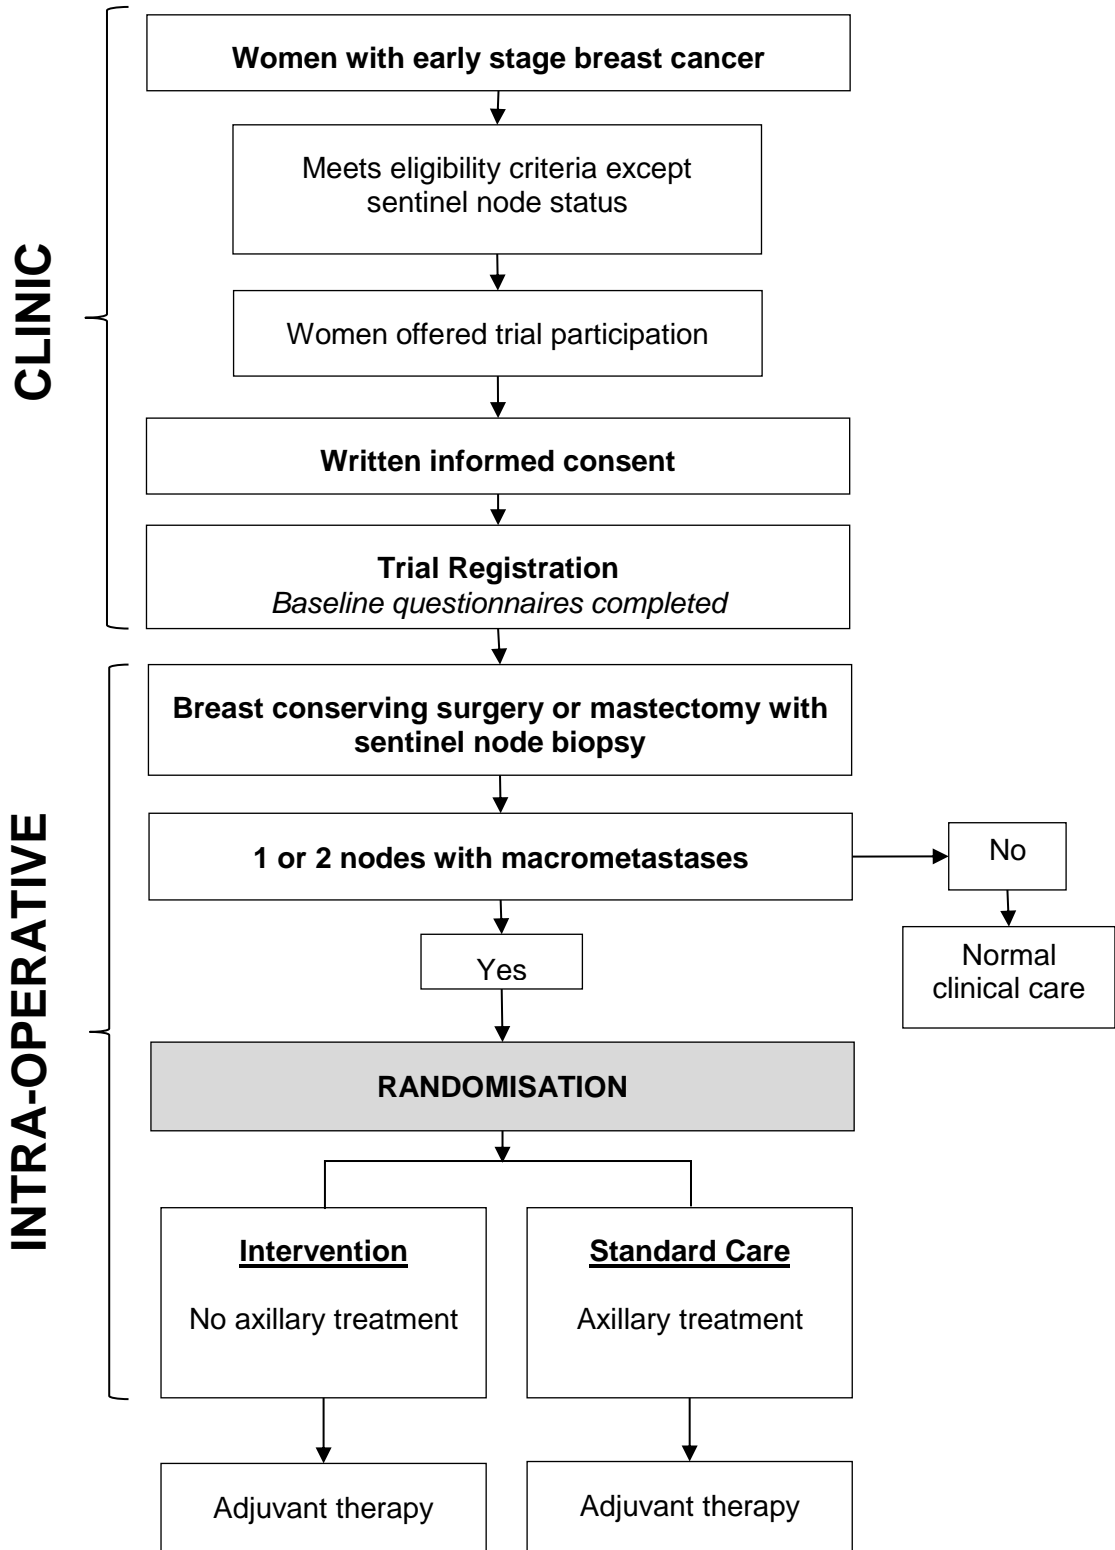 CLINIC
Women with early stage breast cancer
Meets eligibility criteria except
sentinel node status
Women offered trial participation
Written informed consent
Trial Registration
Baseline questionnaires completed
INTRA-OPERATIVE
Breast conserving surgery or mastectomy with
sentinel node biopsy
1 or 2 nodes with macrometastases
No
Normal
clinical care
Yes
RANDOMISATION
Intervention
No axillary treatment
Standard Care
Axillary treatment
Adjuvant therapy
Adjuvant therapy